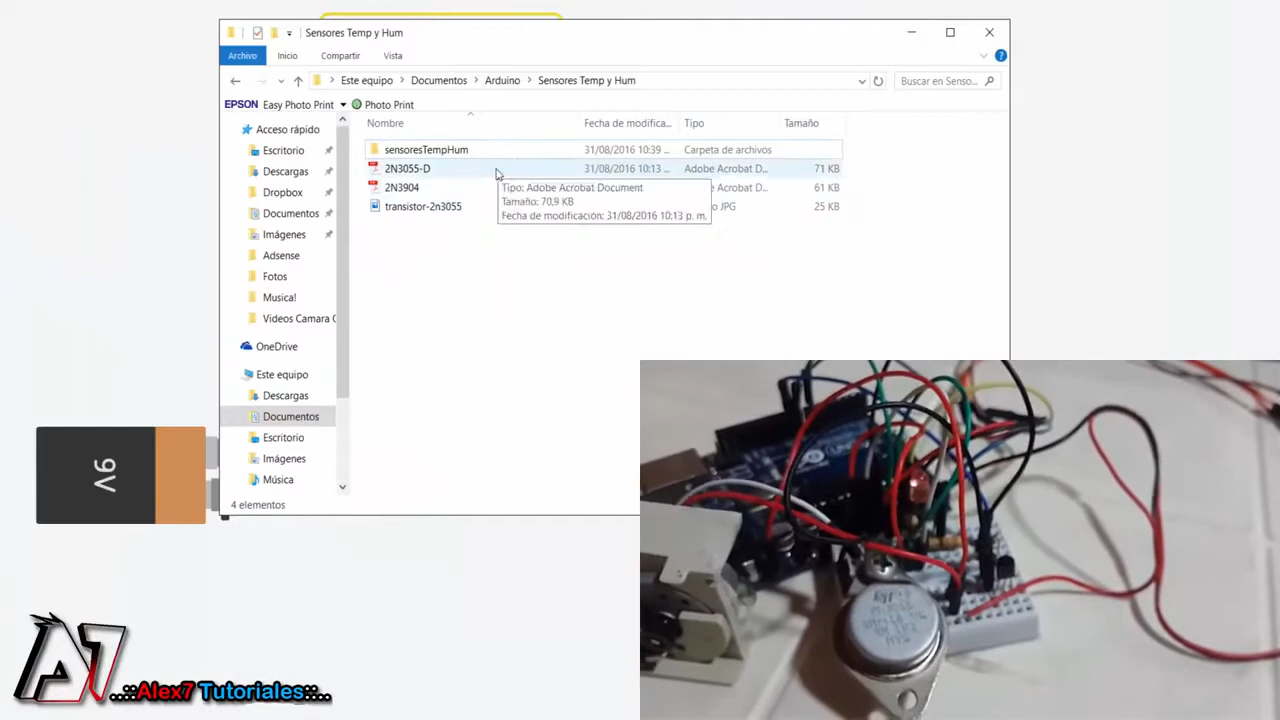 Sensores Temp y Hum
Archivo Inicio Compartir Vista
Este equipo Documentos Arduino Sensores Temp y Hum Buscar en Senso...
EPSON Easy Photo Print Photo Print
Nombre Fecha de modifica... Tipo Tamaño
Acceso rápido
Escritorio
Descargas
Dropbox
Documentos
Imágenes
Adsense
Fotos
Musica!
Videos Camara C
OneDrive
Este equipo
Descargas
Documentos
Escritorio
Imágenes
Música
sensoresTempHum 31/08/2016 10:39 ... Carpeta de archivos
2N3055-D 31/08/2016 10:13 ... Adobe Acrobat D... 71 KB
2N3904 e Acrobat D... 61 KB
transistor-2n3055 o JPG 25 KB
Tipo: Adobe Acrobat Document
Tamaño: 70,9 KB
Fecha de modificación: 31/08/2016 10:13 p. m.
4 elementos
9V
A7
..::Alex7 Tutoriales::..